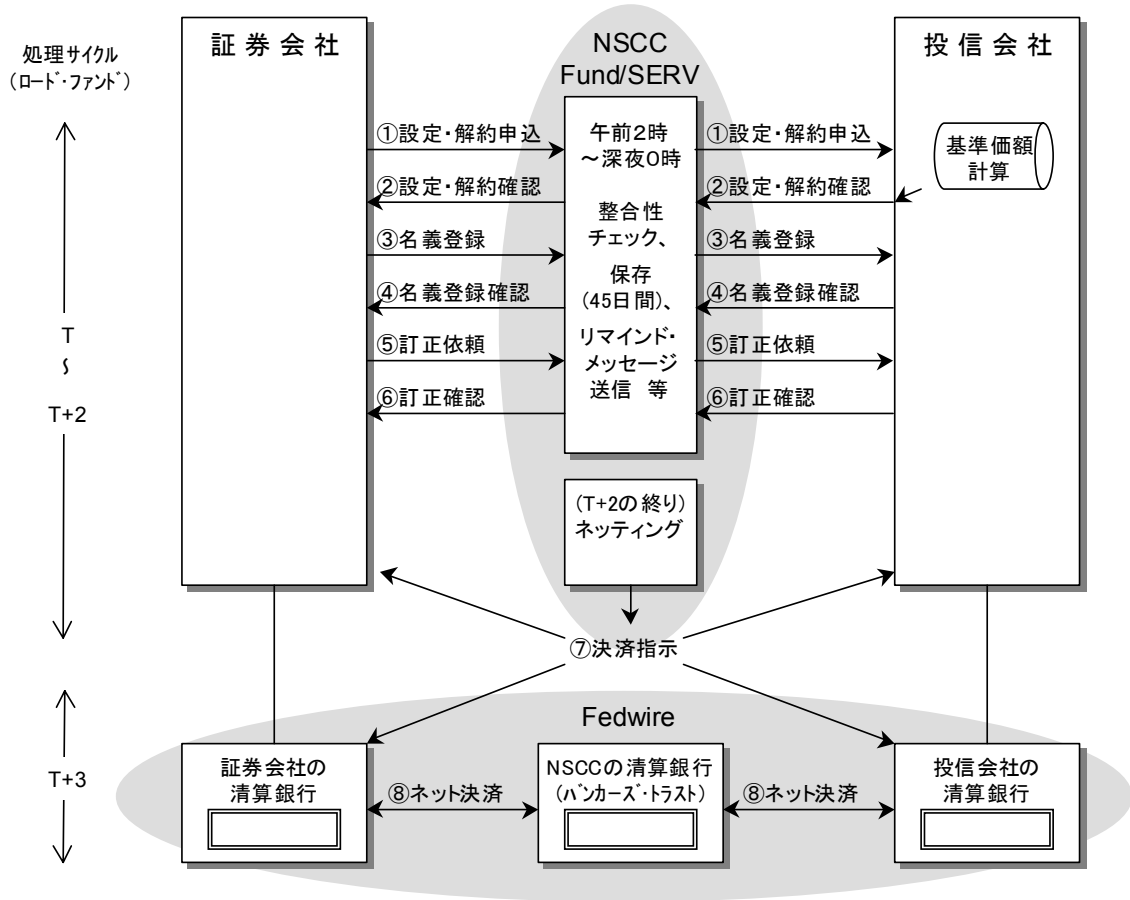 処理サイクル
(ロード・ファンド)
T
〜
T+2
T+3
証券会社
NSCC
Fund/SERV
投信会社
①設定・解約申込
②設定・解約確認
③名義登録
④名義登録確認
⑤訂正依頼
⑥訂正確認
午前2時
～深夜0時
整合性
チェック、
保存
(45日間)、
リマインド・
メッセージ
送信 等
①設定・解約申込
②設定・解約確認
③名義登録
④名義登録確認
⑤訂正依頼
⑥訂正確認
基準価額
計算
(T+2の終り)
ネッティング
⑦決済指示
Fedwire
証券会社の
清算銀行
⑧ネット決済
NSCCの清算銀行
(バンカーズ・トラスト)
⑧ネット決済
投信会社の
清算銀行